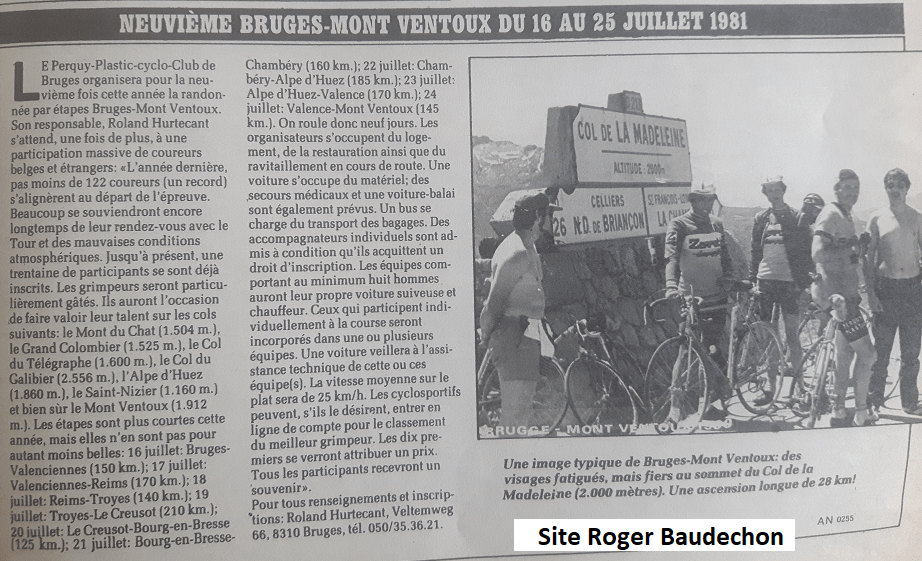 NEUVIÈME BRUGES-MONT VENTOUX DU 16 AU 25 JUILLET 1981
LE Perquy-Plastic-cyclo-Club de
Bruges organisera pour la neu-
vième fois cette année la randon-
née par étapes Bruges-Mont Ventoux.
Son responsable, Roland Hurtecant
s'attend, une fois de plus, à une
participation massive de coureurs
belges et étrangers: «L'année dernière,
pas moins de 122 coureurs (un record)
s'alignèrent au départ de l'épreuve.
Beaucoup se souviendront encore
longtemps de leur rendez-vous avec le
Tour et des mauvaises conditions
atmosphériques. Jusqu'à présent, une
trentaine de participants se sont déjà
inscrits. Les grimpeurs seront particu-
lièrement gâtés. Ils auront l'occasion
de faire valoir leur talent sur les cols
suivants: le Mont du Chat (1.504 m.),
le Grand Colombier (1.525 m.), le Col
du Télégraphe (1.600 m.), le Col du
Galibier (2.556 m.), l'Alpe d'Huez
(1.860 m.), le Saint-Nizier (1.160 m.)
et bien sûr le Mont Ventoux (1.912
m.). Les étapes sont plus courtes cette
année, mais elles n'en sont pas pour
autant moins belles: 16 juillet: Bruges-
Valenciennes (150 km.); 17 juillet:
Valenciennes-Reims (170 km.); 18
juillet: Reims-Troyes (140 km.); 19
juillet: Troyes-Le Creusot (210 km.);
20 juillet: Le Creusot-Bourg-en-Bresse
(125 km.); 21 juillet: Bourg-en-Bresse-
Chambéry (160 km.); 22 juillet: Cham-
béry-Alpe d'Huez (185 km.); 23 juillet:
Alpe d'Huez-Valence (170 km.); 24
juillet: Valence-Mont Ventoux (145
km.). On roule donc neuf jours. Les
organisateurs s'occupent du loge-
ment, de la restauration ainsi que du
ravitaillement en cours de route. Une
voiture s'occupe du matériel; des
secours médicaux et une voiture-balai
sont également prévus. Un bus se
charge du transport des bagages. Des
accompagnateurs individuels sont ad-
mis à condition qu'ils acquittent un
droit d'inscription. Les équipes com-
portant au minimum huit hommes
auront leur propre voiture suiveuse et
chauffeur. Ceux qui participent indi-
viduellement à la course seront
incorporés dans une ou plusieurs
équipes. Une voiture veillera à l'assi-
stance technique de cette ou ces
équipe(s). La vitesse moyenne sur le
plat sera de 25 km/h. Les cyclosportifs
peuvent, s'ils le désirent, entrer en
ligne de compte pour le classement
du meilleur grimpeur. Les dix pre-
miers se verront attribuer un prix.
Tous les participants recevront un
souvenir».
Pour tous renseignements et inscrip-
tions: Roland Hurtecant, Veltemweg
66, 8310 Bruges, tél. 050/35.36.21.
COL DE LA MADELEINE
ALTITUDE: 2000m
CELLIERS
26 N.D. DE BRIANÇON
ST FRANÇOIS-LON
LA CHA
BRUGGE - MONT VENTOUX 1980
Une image typique de Bruges-Mont Ventoux: des
visages fatigués, mais fiers au sommet du Col de la
Madeleine (2.000 mètres). Une ascension longue de 28 km!
AN 0255
Site Roger Baudechon